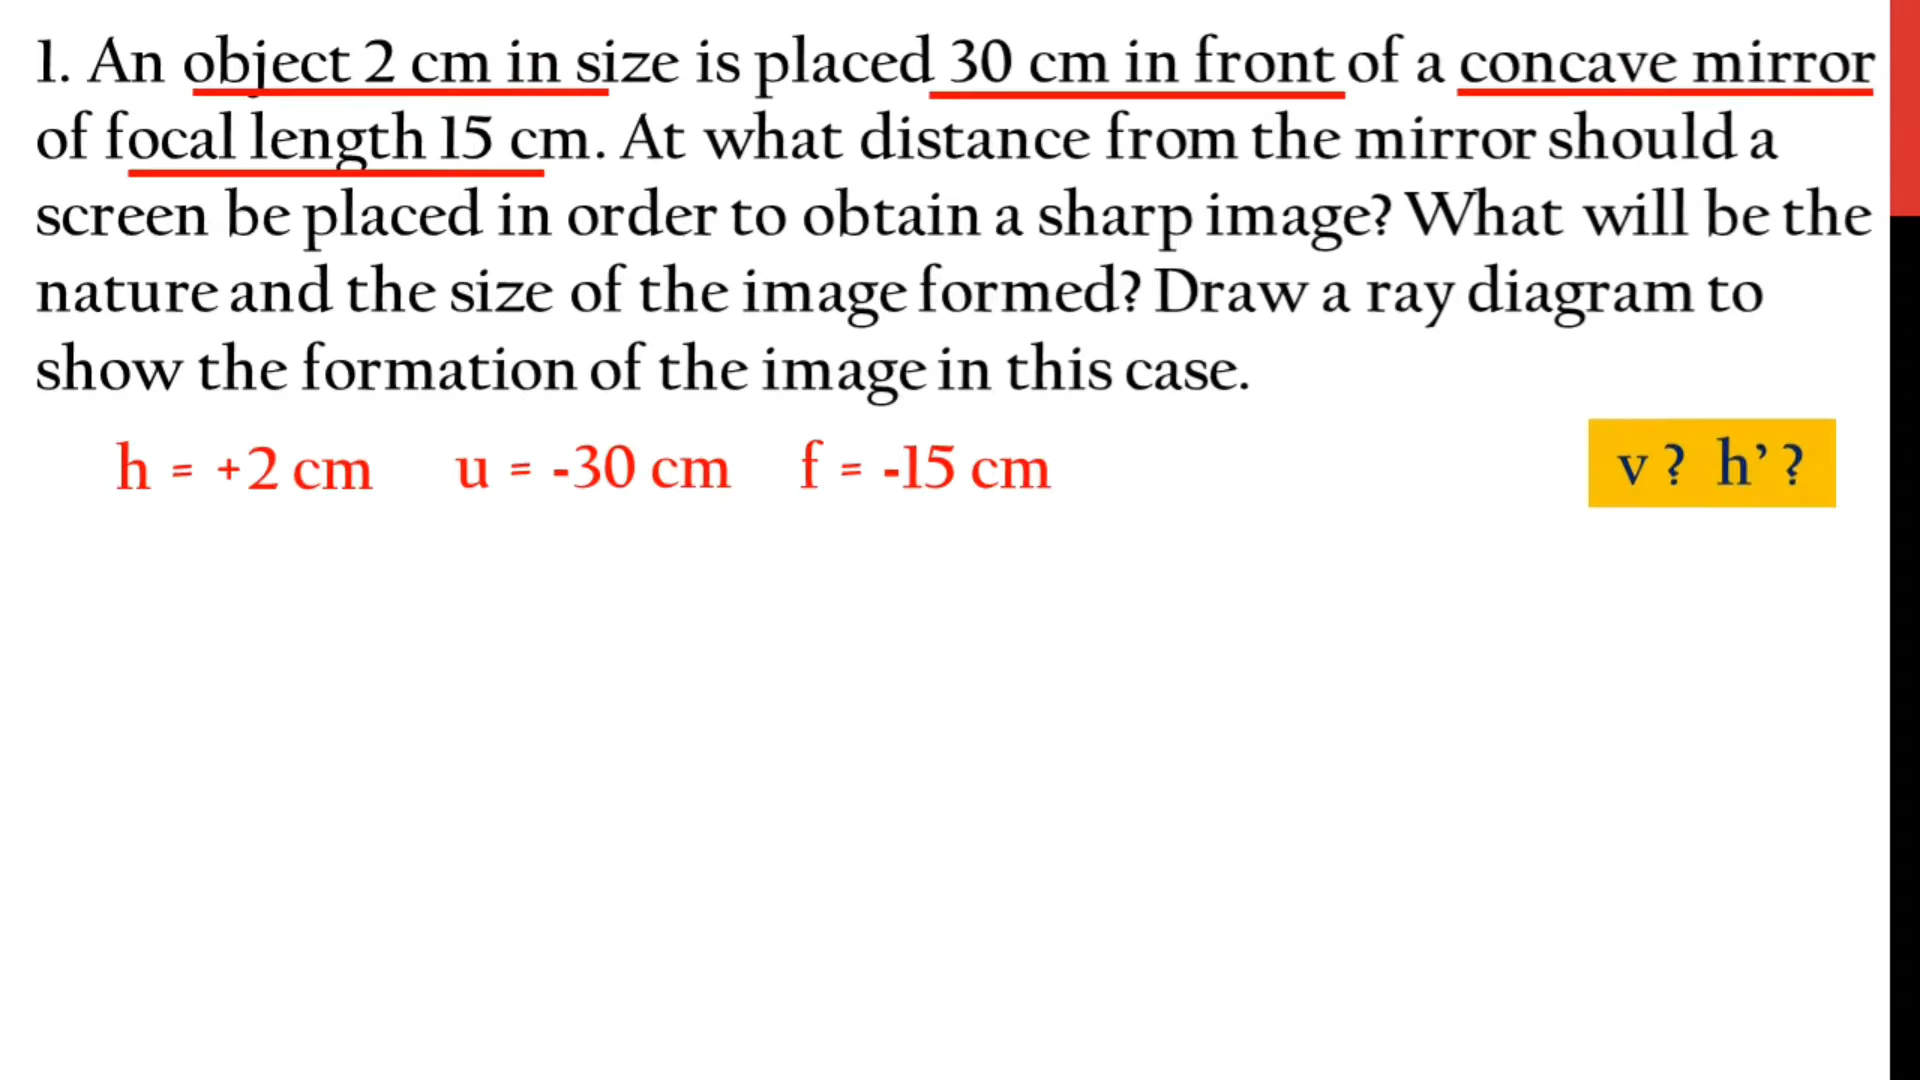 1. An object 2 cm in size is placed 30 cm in front of a concave mirror
of focal length 15 cm. At what distance from the mirror should a
screen be placed in order to obtain a sharp image? What will be the
nature and the size of the image formed? Draw a ray diagram to
show the formation of the image in this case.
h = +2 cm u = -30 cm f = -15 cm v ? h’ ?